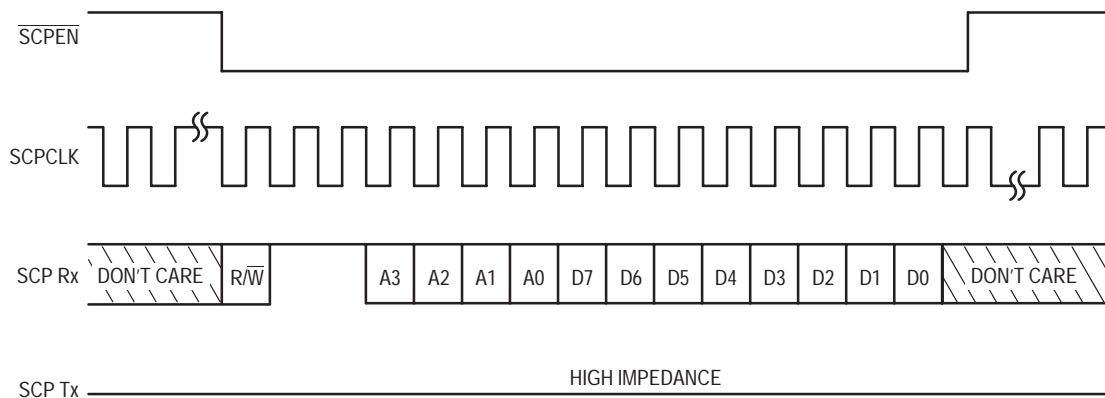 SCPEN
SCPCLK
SCP Rx DON'T CARE R/W A3 A2 A1 A0 D7 D6 D5 D4 D3 D2 D1 D0 DON'T CARE
HIGH IMPEDANCE
SCP Tx